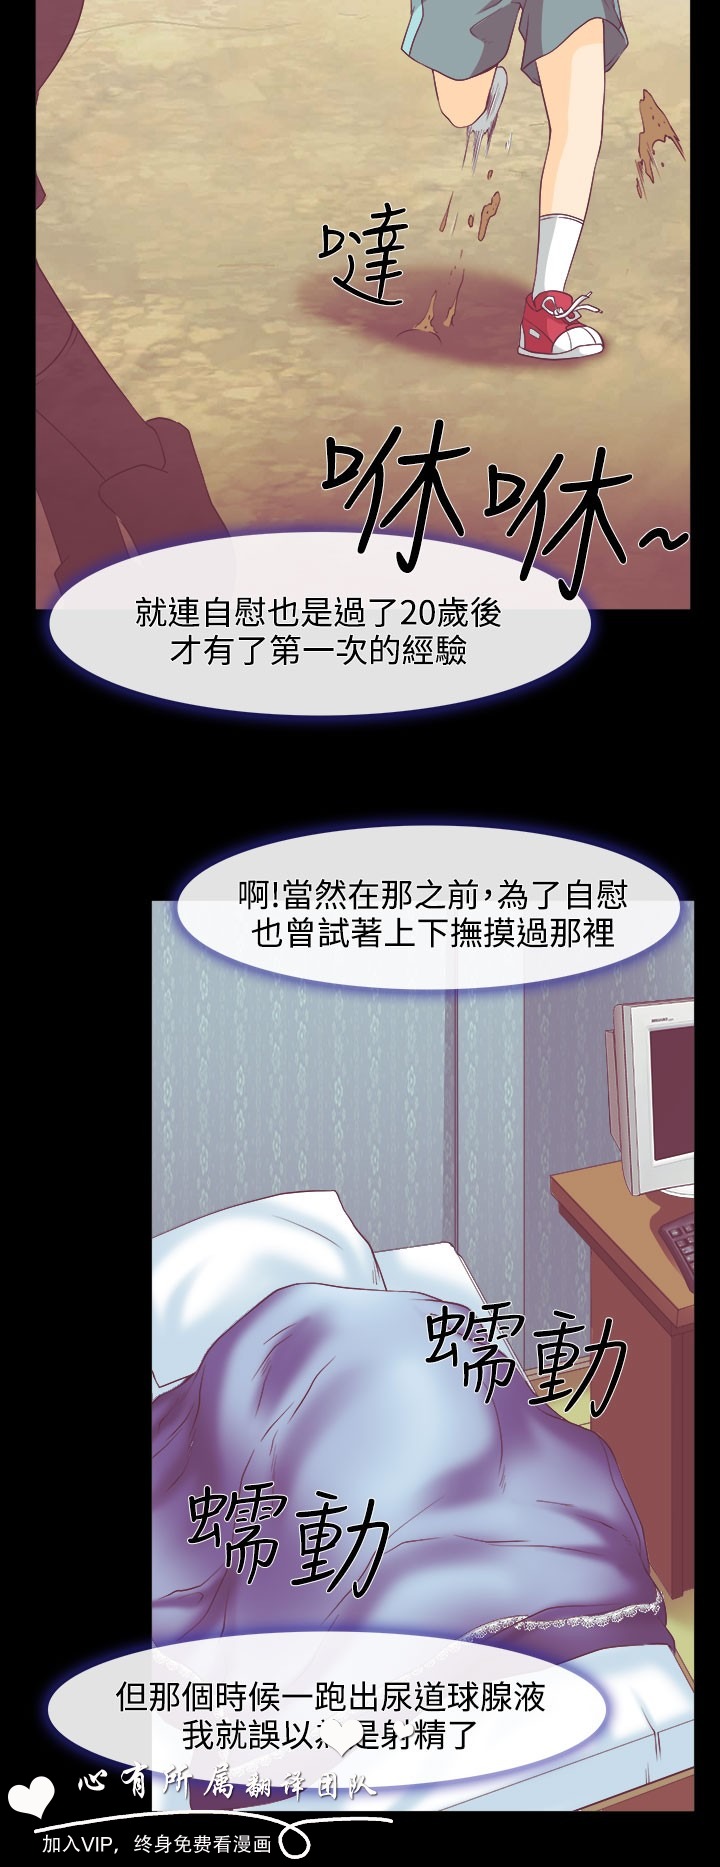 噠
咻咻~
就連自慰也是過了20歲後
才有了第一次的經驗
啊!當然在那之前,為了自慰
也曾試著上下撫摸過那裡
蠕動
蠕動
但那個時候一跑出尿道球腺液
我就誤以為是射精了
心有所属翻译团队
加入VIP,终身免费看漫画